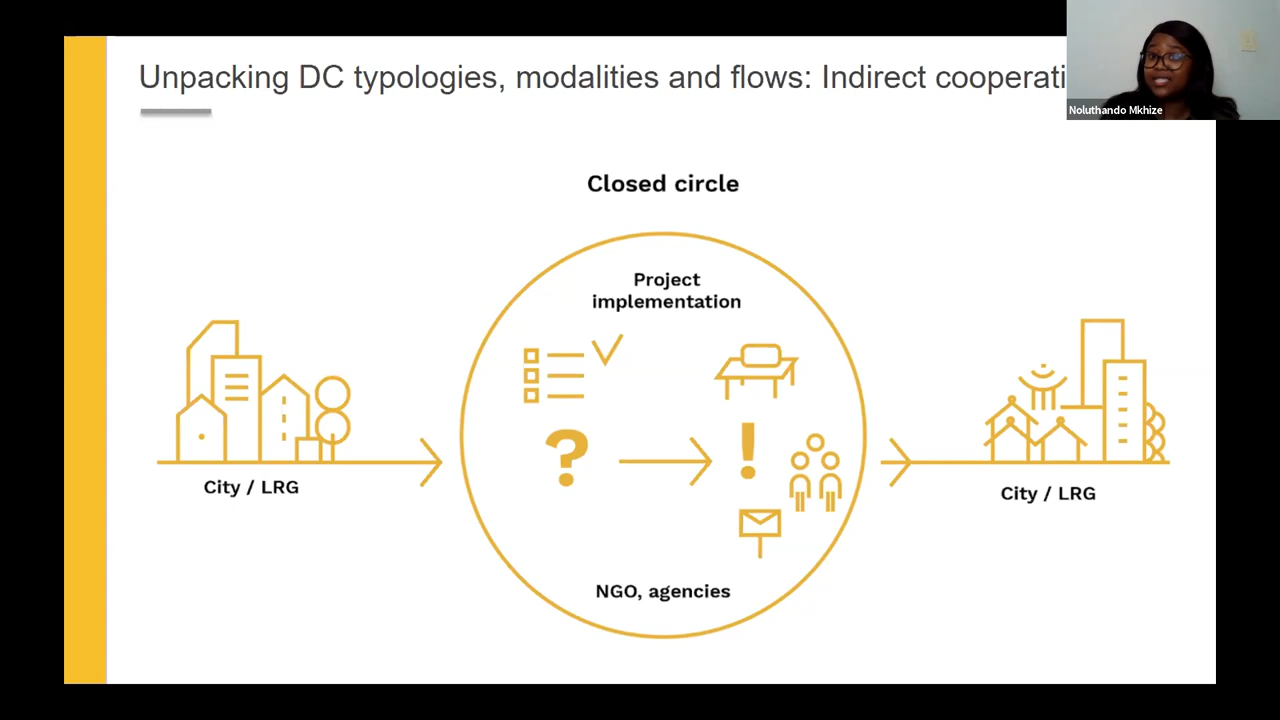 Unpacking DC typologies, modalities and flows: Indirect cooperati
Noluthando Mkhize
Closed circle
Project
implementation
?
!
City / LRG
City / LRG
NGO, agencies